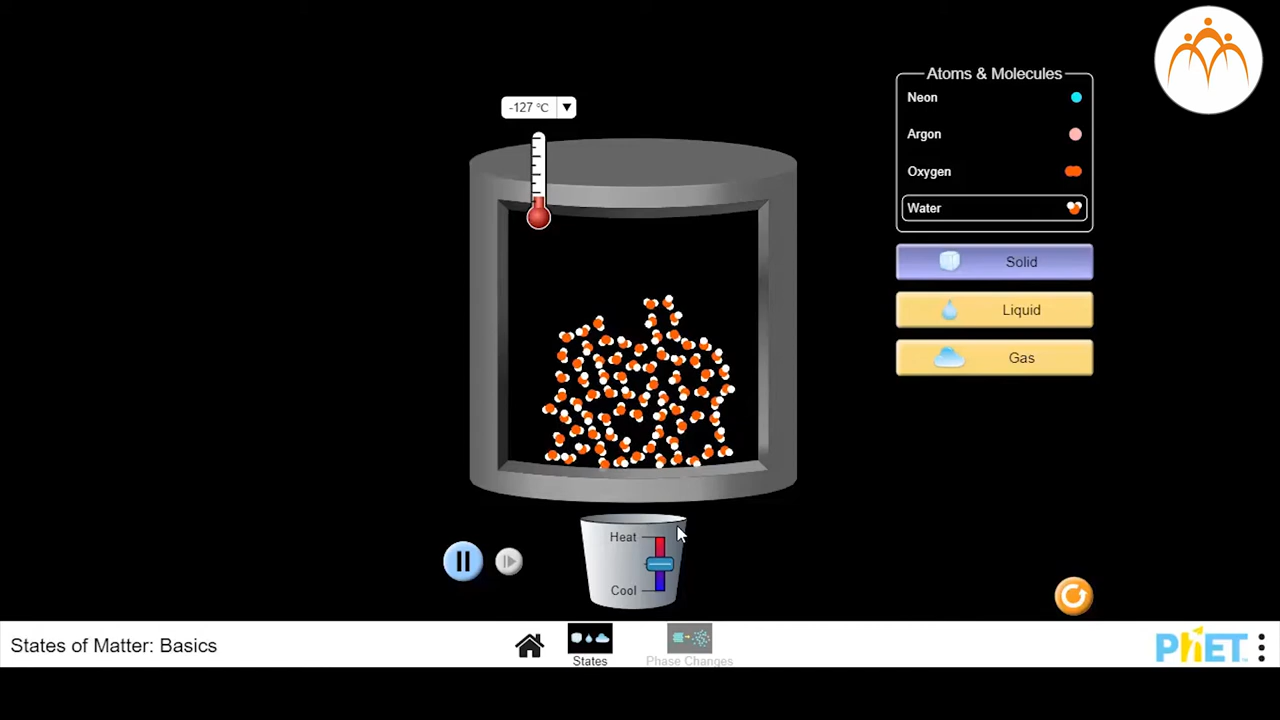 Atoms & Molecules
Neon
Argon
Oxygen
Water
-127 °C
Solid
Liquid
Gas
Heat
Cool
States of Matter: Basics
States
Phase Changes
PhET